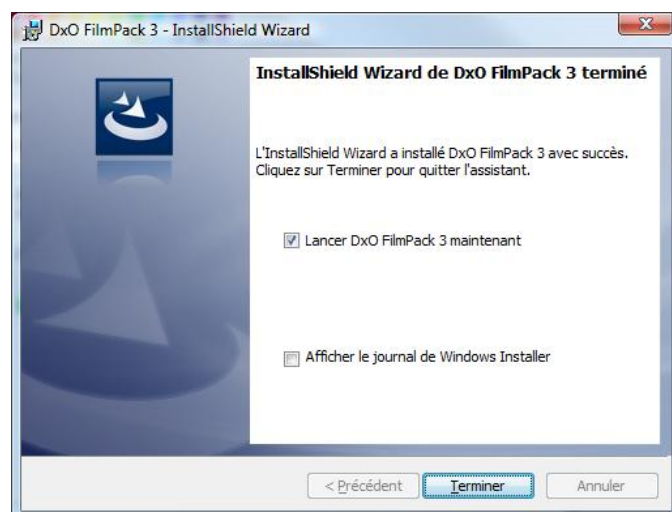 DxO FilmPack 3 - InstallShield Wizard
InstallShield Wizard de DxO FilmPack 3 terminé
L'InstallShield Wizard a installé DxO FilmPack 3 avec succès.
Cliquez sur Terminer pour quitter l'assistant.
Lancer DxO FilmPack 3 maintenant
Afficher le journal de Windows Installer
< Précédent
Terminer
Annuler